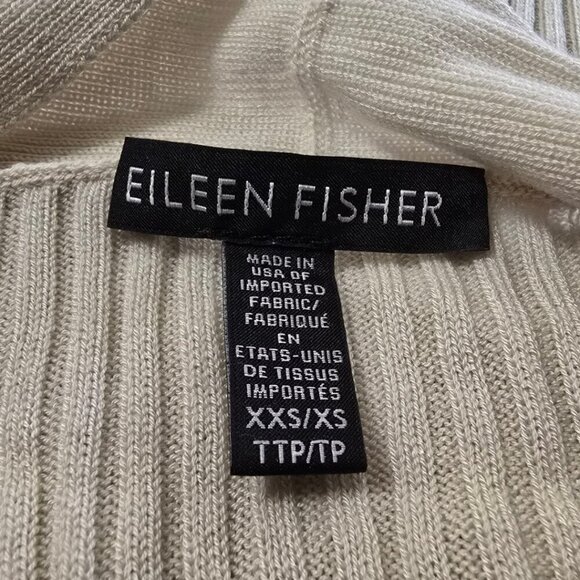 EILEEN FISHER
MADE IN
USA OF
IMPORTED
FABRIC/
FABRIQUÉ
EN
ETATS-UNIS
DE TISSUS
IMPORTÉS
XXS/XS
TTP/TP